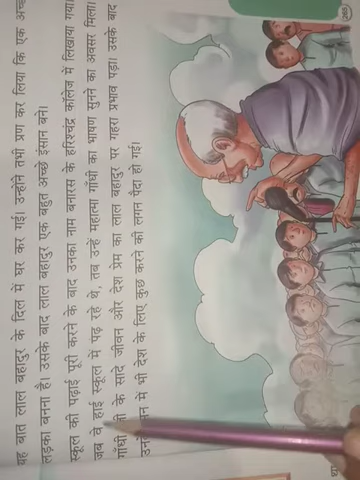 यह बात लाल बहादुर के दिल में घर कर गई। उन्होंने तभी प्रण कर लिया कि एक अच्छ
लड़का बनना है। उसके बाद लाल बहादुर एक बहुत अच्छे इंसान बने।
स्कूल की पढ़ाई पूरी करने के बाद उनका नाम बनारस के हरिश्चंद्र कॉलेज में लिखाया गया
जब वे हाई स्कूल में पढ़ रहे थे, तब उन्हें महात्मा गाँधी का भाषण सुनने का अवसर मिला।
गाँधी जी के सादे जीवन और देश प्रेम का लाल बहादुर पर गहरा प्रभाव पड़ा। उसके बाद
मन में भी देश के लिए कुछ करने की लगन पैदा हो गई।